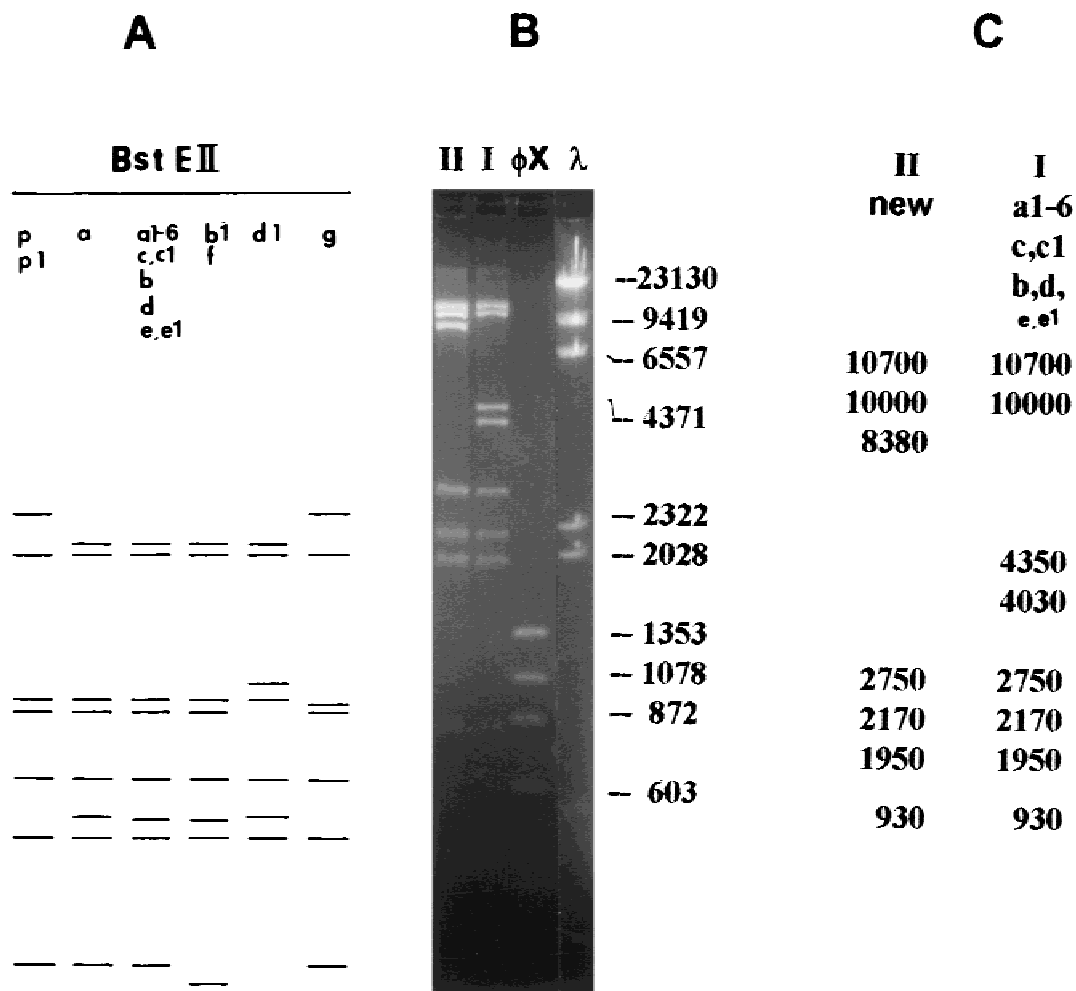 A
B
C
Bst EII
p a a1-6 b1 d1 g
p1 c,c1 f
b
d
e,e1
II I ϕX λ
--23130
– 9419
– 6557
– 4371
– 2322
– 2028
– 1353
– 1078
– 872
– 603
II I
new a1-6
c,c1
b,d,
e,e1
10700 10700
10000 10000
8380
4350
4030
2750 2750
2170 2170
1950 1950
930 930